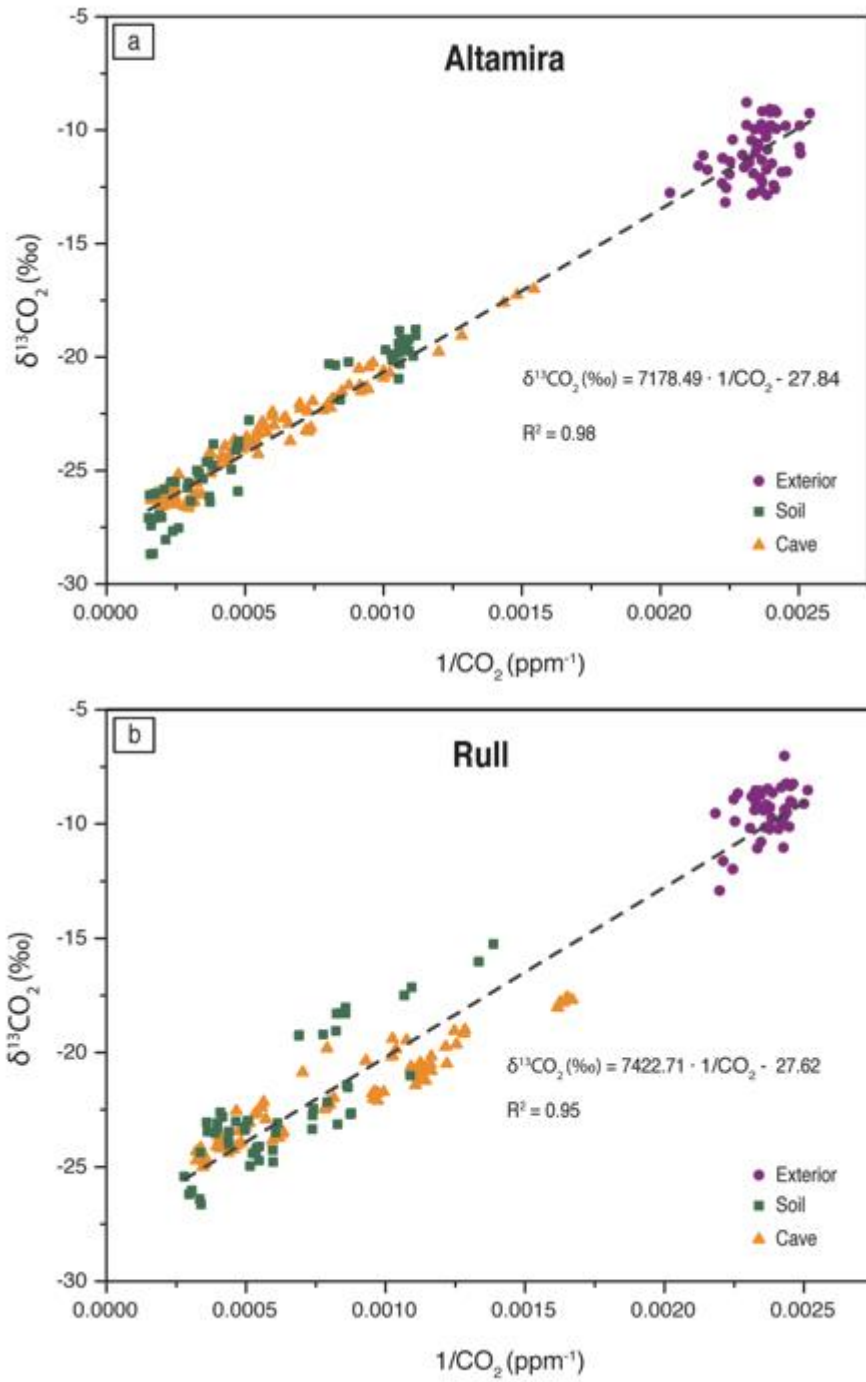 a
Altamira
-5
-10
-15
-20
-25
-30
δ¹³CO₂ (‰)
δ¹³CO₂ (‰) = 7178.49 · 1/CO₂ - 27.84
R² = 0.98
Exterior
Soil
Cave
0.0000 0.0005 0.0010 0.0015 0.0020 0.0025
1/CO₂ (ppm⁻¹)
b
Rull
-5
-10
-15
-20
-25
-30
δ¹³CO₂ (‰)
δ¹³CO₂ (‰) = 7422.71 · 1/CO₂ - 27.62
R² = 0.95
Exterior
Soil
Cave
0.0000 0.0005 0.0010 0.0015 0.0020 0.0025
1/CO₂ (ppm⁻¹)